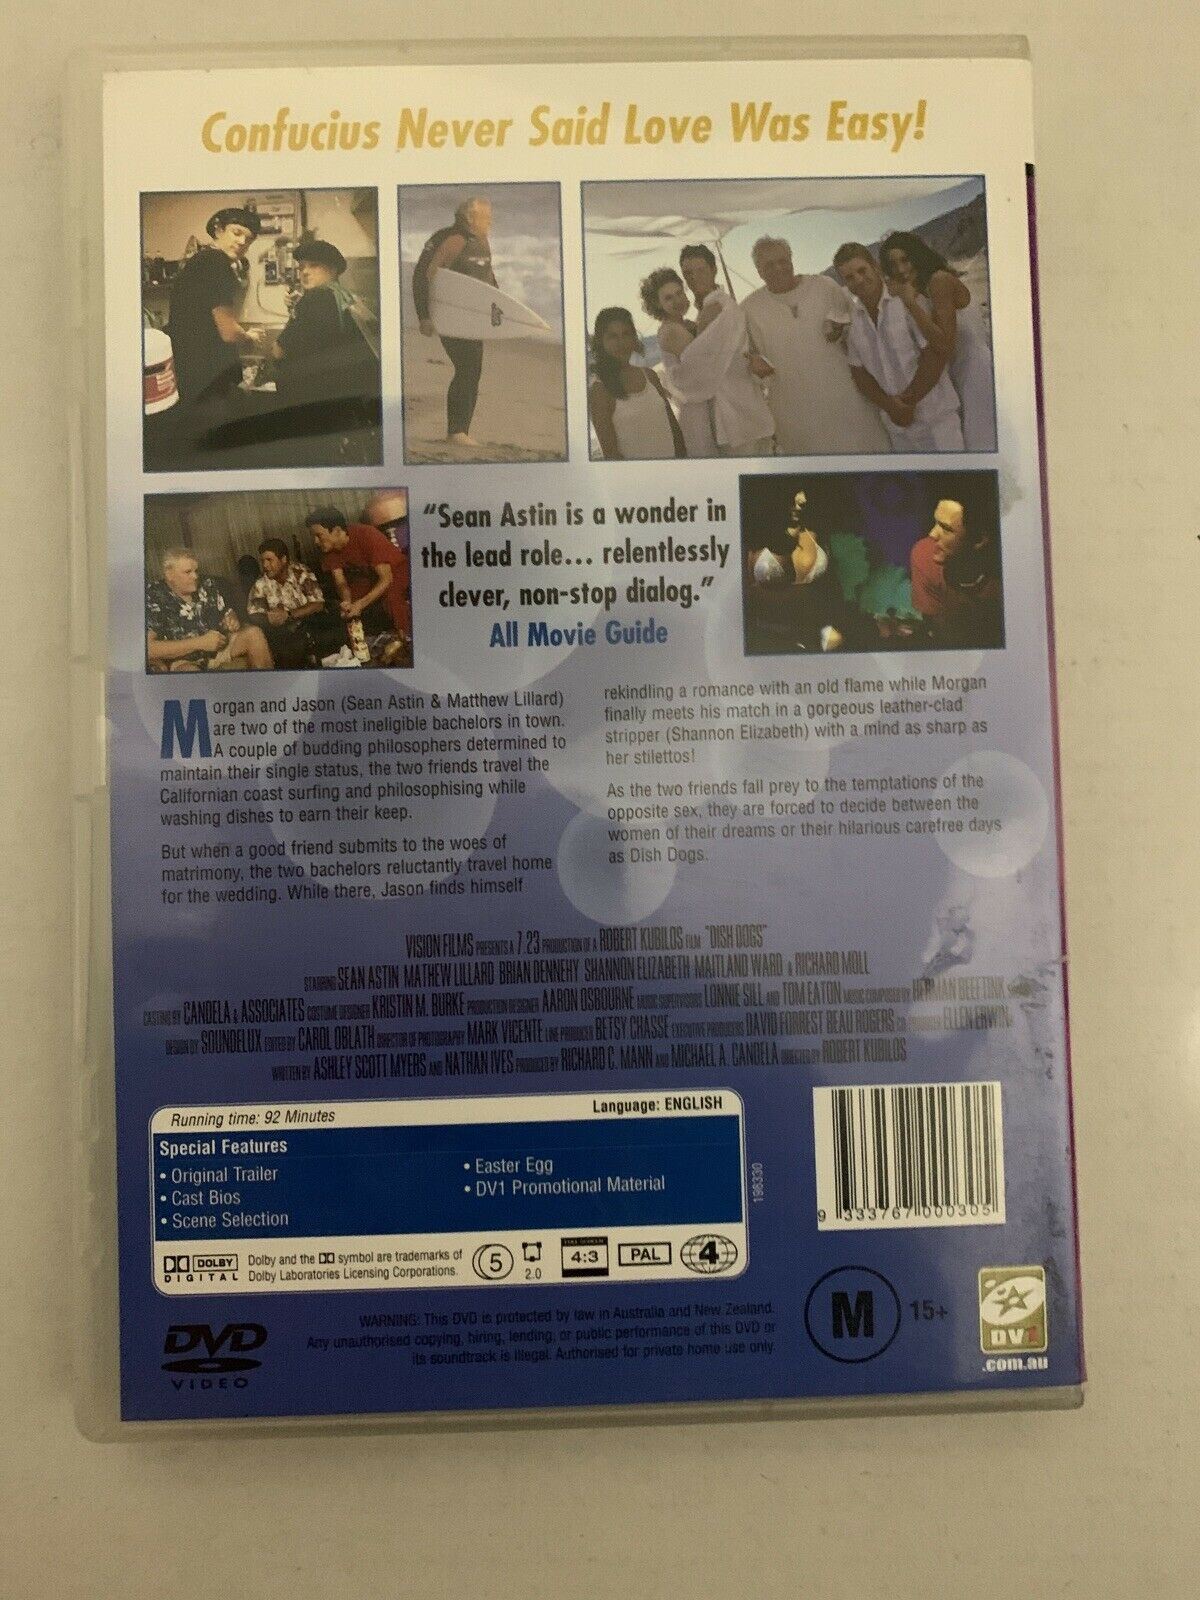 Confucius Never Said Love Was Easy!
“Sean Astin is a wonder in
the lead role... relentlessly
clever, non-stop dialog.”
All Movie Guide
Morgan and Jason (Sean Astin & Matthew Lillard)
are two of the most ineligible bachelors in town.
A couple of budding philosophers determined to
maintain their single status, the two friends travel the
Californian coast surfing and philosophising while
washing dishes to earn their keep.
But when a good friend submits to the woes of
matrimony, the two bachelors reluctantly travel home
for the wedding. While there, Jason finds himself
rekindling a romance with an old flame while Morgan
finally meets his match in a gorgeous leather-clad
stripper (Shannon Elizabeth) with a mind as sharp as
her stilettos!
As the two friends fall prey to the temptations of the
opposite sex, they are forced to decide between the
women of their dreams or their hilarious carefree days
as Dish Dogs.
VISION FILMS PRESENTS A 7.23 PRODUCTION OF A ROBERT KUBILOS FILM "DISH DOGS"
STARRING SEAN ASTIN MATHEW LILLARD BRIAN DENNEHY SHANNON ELIZABETH MAITLAND WARD & RICHARD MOLL
CASTING BY CANDELA & ASSOCIATES COSTUME DESIGNER KRISTIN M. BURKE PRODUCTION DESIGNER AARON OSBOURNE MUSIC SUPERVISORS LONNIE SILL AND TOM EATON MUSIC COMPOSED BY HERMAN BEEFTINK
DESIGN BY SOUNDELUX EDITED BY CAROL OBLATH DIRECTOR OF PHOTOGRAPHY MARK VICENTE LINE PRODUCER BETSY CHASSE EXECUTIVE PRODUCERS DAVID FORREST BEAU ROGERS CO PRODUCER ELLEN ERWIN
WRITTEN BY ASHLEY SCOTT MYERS AND NATHAN IVES PRODUCED BY RICHARD C. MANN AND MICHAEL A. CANDELA DIRECTED BY ROBERT KUBILOS
Running time: 92 Minutes
Language: ENGLISH
Special Features
• Original Trailer
• Cast Bios
• Scene Selection
• Easter Egg
• DV1 Promotional Material
198330
9 333767 000305
DOLBY
DIGITAL
Dolby and the DD symbol are trademarks of
Dolby Laboratories Licensing Corporations.
5
2.0
FULL SCREEN
4:3
PAL
4
DVD
VIDEO
WARNING: This DVD is protected by law in Australia and New Zealand.
Any unauthorised copying, hiring, lending, or public performance of this DVD or
its soundtrack is illegal. Authorised for private home use only.
M
15+
DV1
.com.au